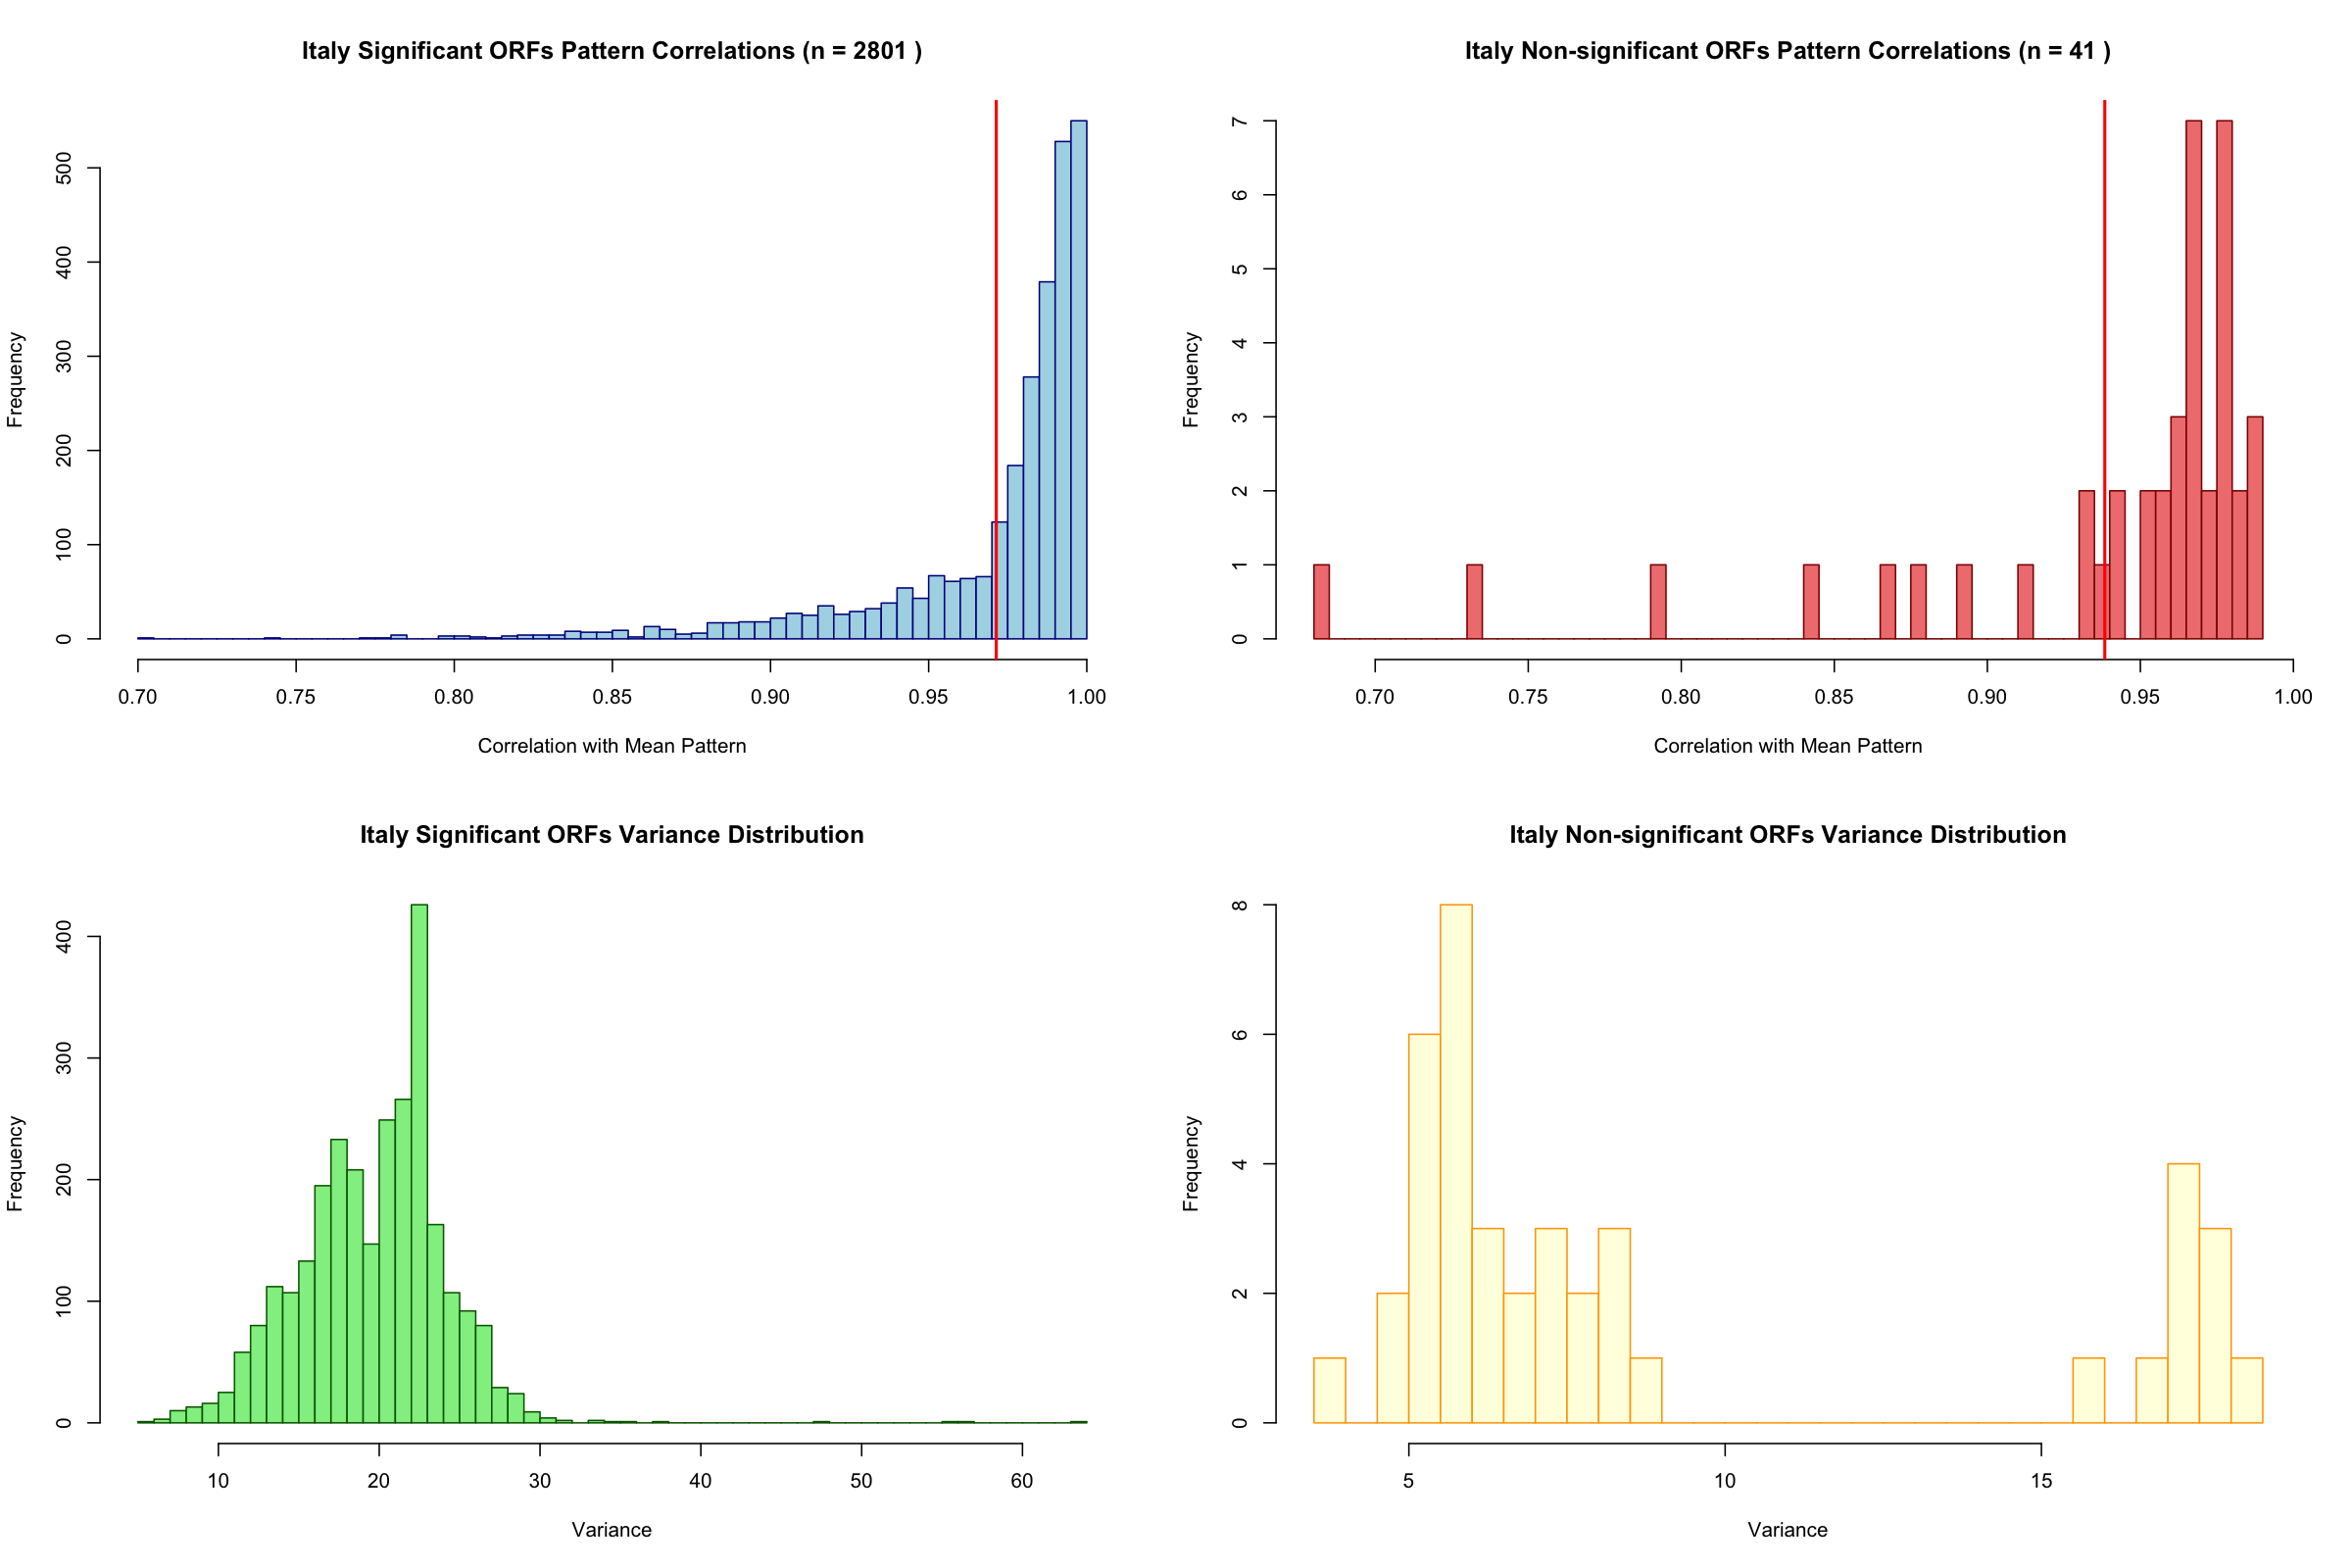 Italy Significant ORFs Pattern Correlations (n = 2801 )
Frequency
0 100 200 300 400 500
0.70 0.75 0.80 0.85 0.90 0.95 1.00
Correlation with Mean Pattern
Italy Non-significant ORFs Pattern Correlations (n = 41 )
Frequency
0 1 2 3 4 5 6 7
0.70 0.75 0.80 0.85 0.90 0.95 1.00
Correlation with Mean Pattern
Italy Significant ORFs Variance Distribution
Frequency
0 100 200 300 400
10 20 30 40 50 60
Variance
Italy Non-significant ORFs Variance Distribution
Frequency
0 2 4 6 8
5 10 15
Variance